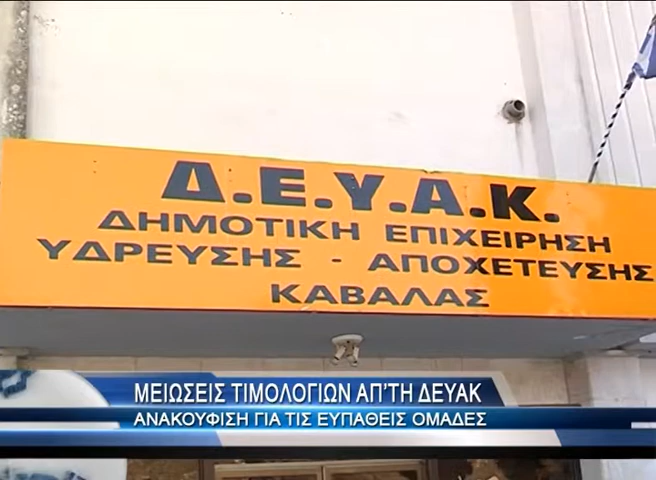 Δ.Ε.Υ.Α.Κ.
ΔΗΜΟΤΙΚΗ ΕΠΙΧΕΙΡΗΣΗ
ΥΔΡΕΥΣΗΣ - ΑΠΟΧΕΤΕΥΣΗΣ
ΚΑΒΑΛΑΣ
ΜΕΙΩΣΕΙΣ ΤΙΜΟΛΟΓΙΩΝ ΑΠ'ΤΗ ΔΕΥΑΚ
ΑΝΑΚΟΥΦΙΣΗ ΓΙΑ ΤΙΣ ΕΥΠΑΘΕΙΣ ΟΜΑΔΕΣ